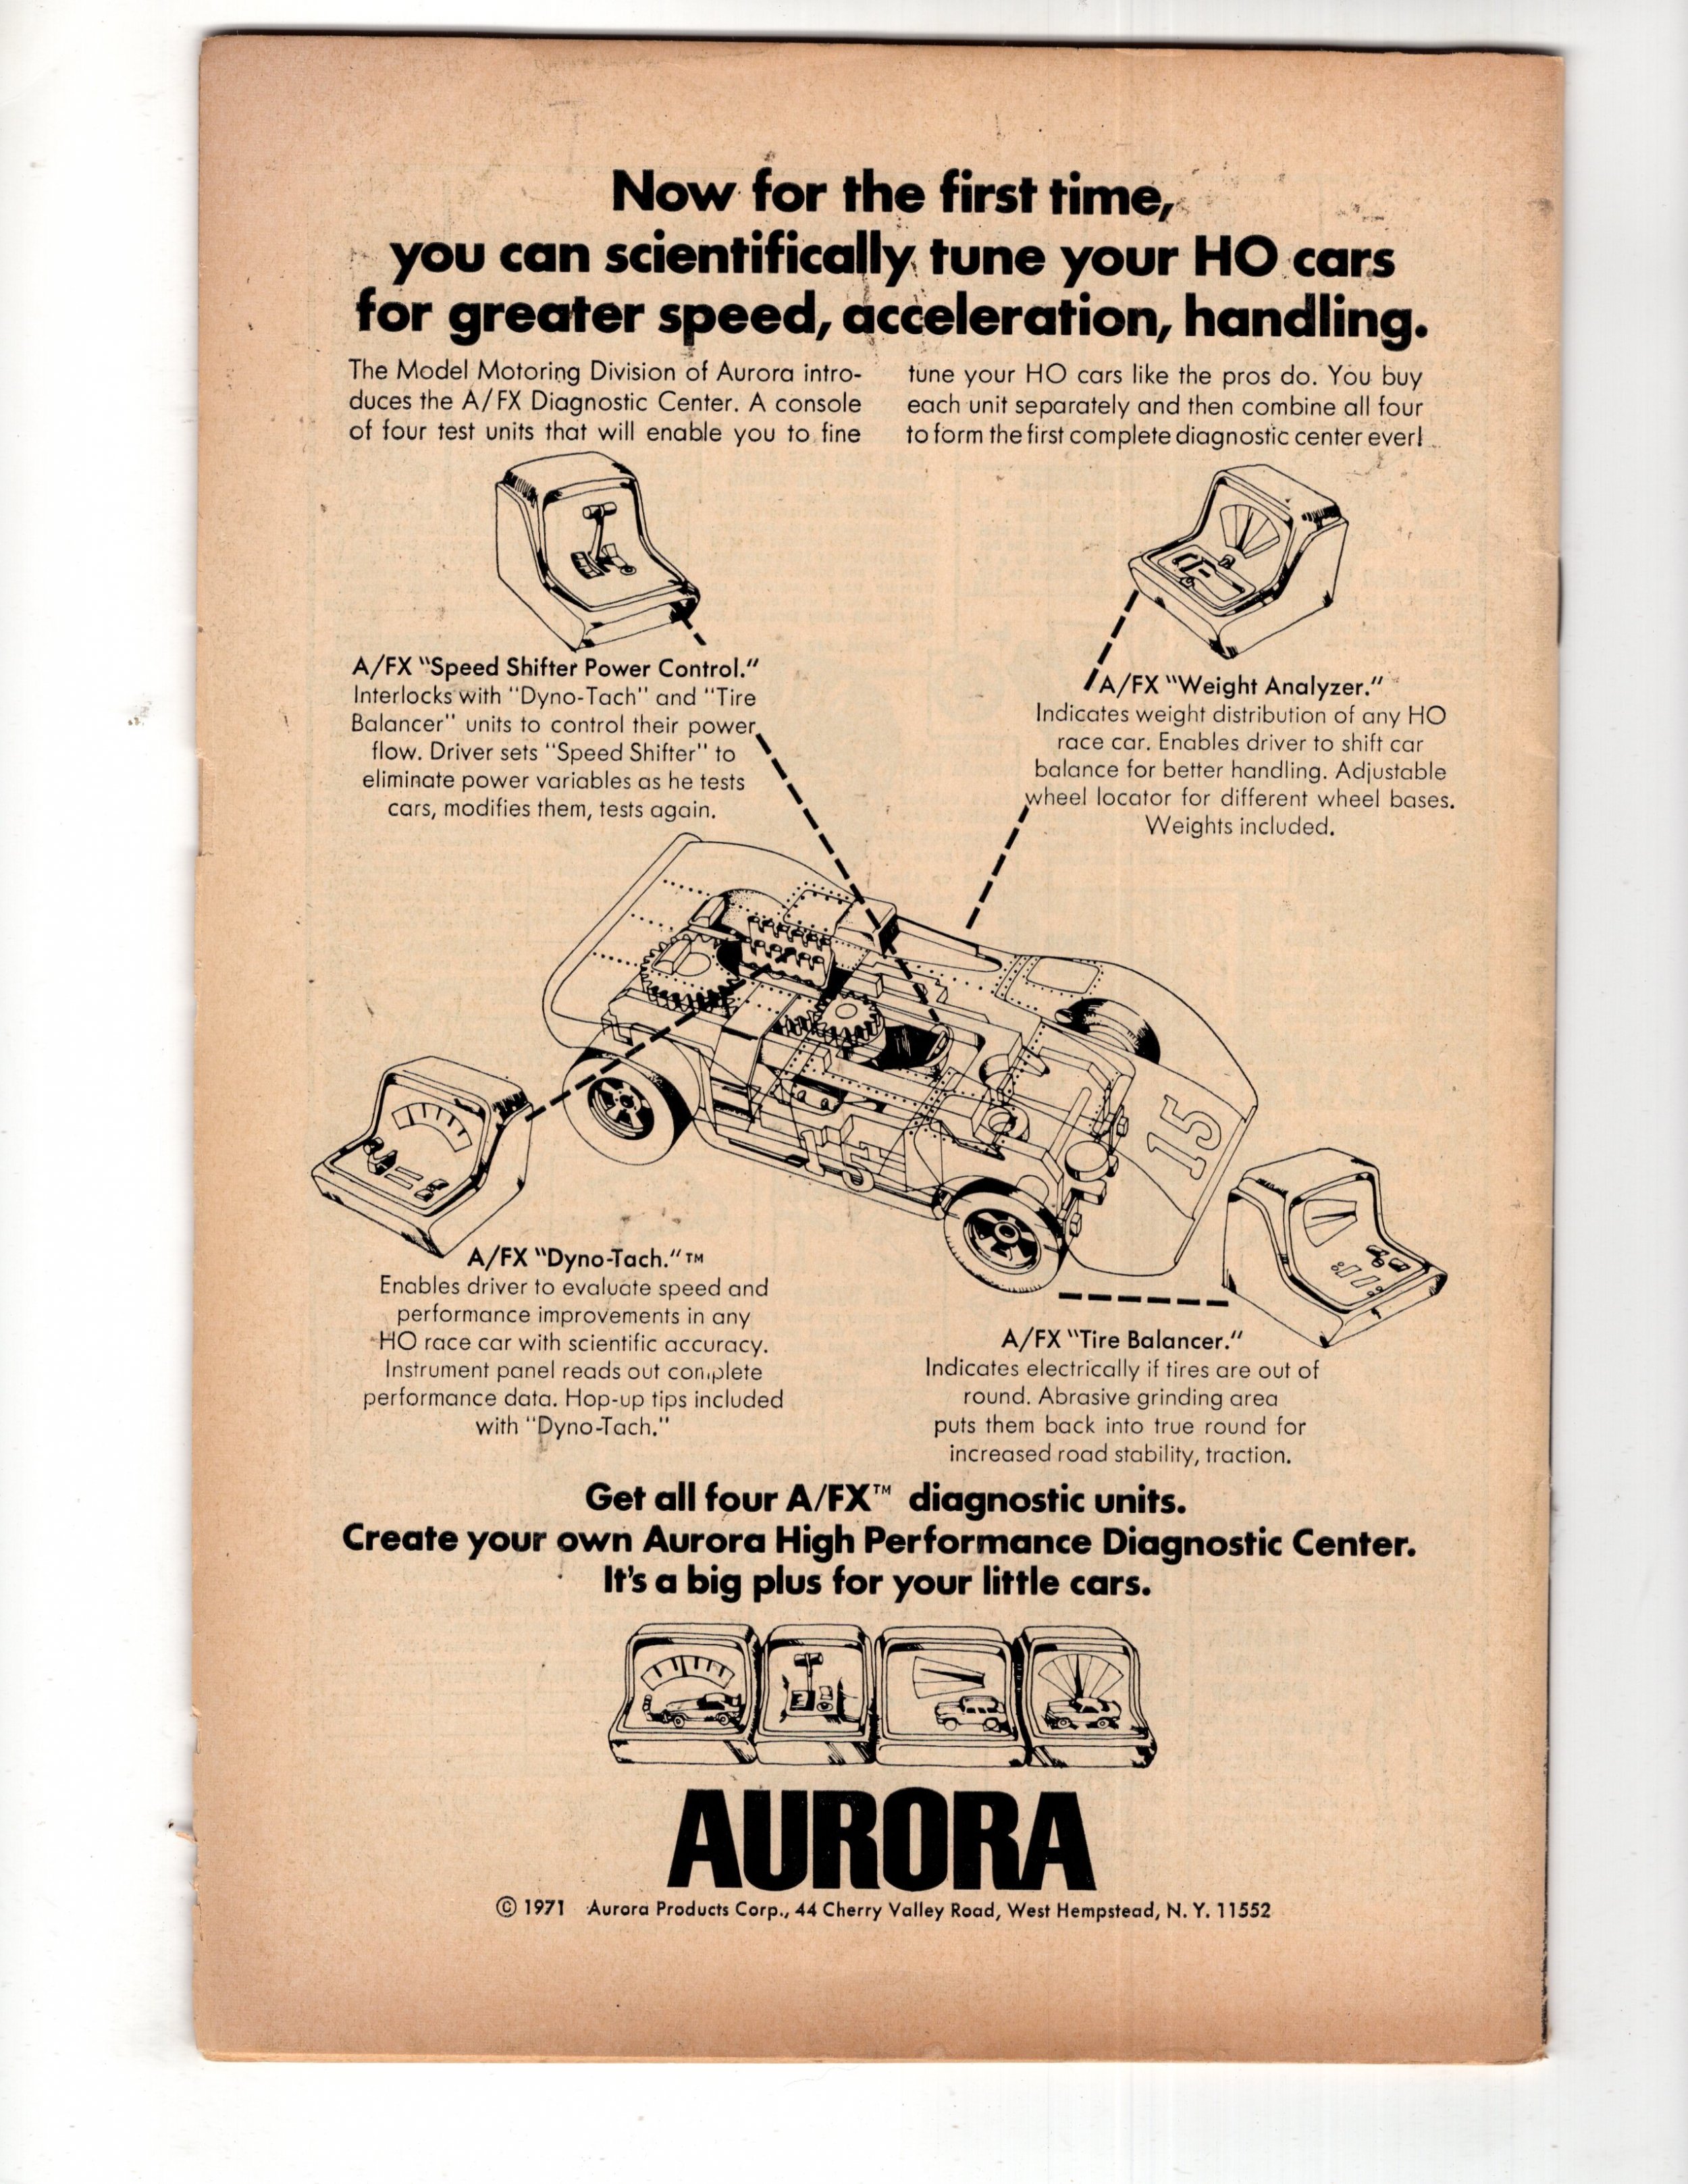 Now for the first time,
you can scientifically tune your HO cars
for greater speed, acceleration, handling.
The Model Motoring Division of Aurora intro-
duces the A/FX Diagnostic Center. A console
of four test units that will enable you to fine
tune your HO cars like the pros do. You buy
each unit separately and then combine all four
to form the first complete diagnostic center ever!
A/FX "Speed Shifter Power Control."
Interlocks with "Dyno-Tach" and "Tire
Balancer" units to control their power
flow. Driver sets "Speed Shifter" to
eliminate power variables as he tests
cars, modifies them, tests again.
A/FX "Weight Analyzer."
Indicates weight distribution of any HO
race car. Enables driver to shift car
balance for better handling. Adjustable
wheel locator for different wheel bases.
Weights included.
15
15
A/FX "Dyno-Tach."™
Enables driver to evaluate speed and
performance improvements in any
HO race car with scientific accuracy.
Instrument panel reads out complete
performance data. Hop-up tips included
with "Dyno-Tach."
A/FX "Tire Balancer."
Indicates electrically if tires are out of
round. Abrasive grinding area
puts them back into true round for
increased road stability, traction.
Get all four A/FX™ diagnostic units.
Create your own Aurora High Performance Diagnostic Center.
It's a big plus for your little cars.
AURORA
© 1971 Aurora Products Corp., 44 Cherry Valley Road, West Hempstead, N. Y. 11552